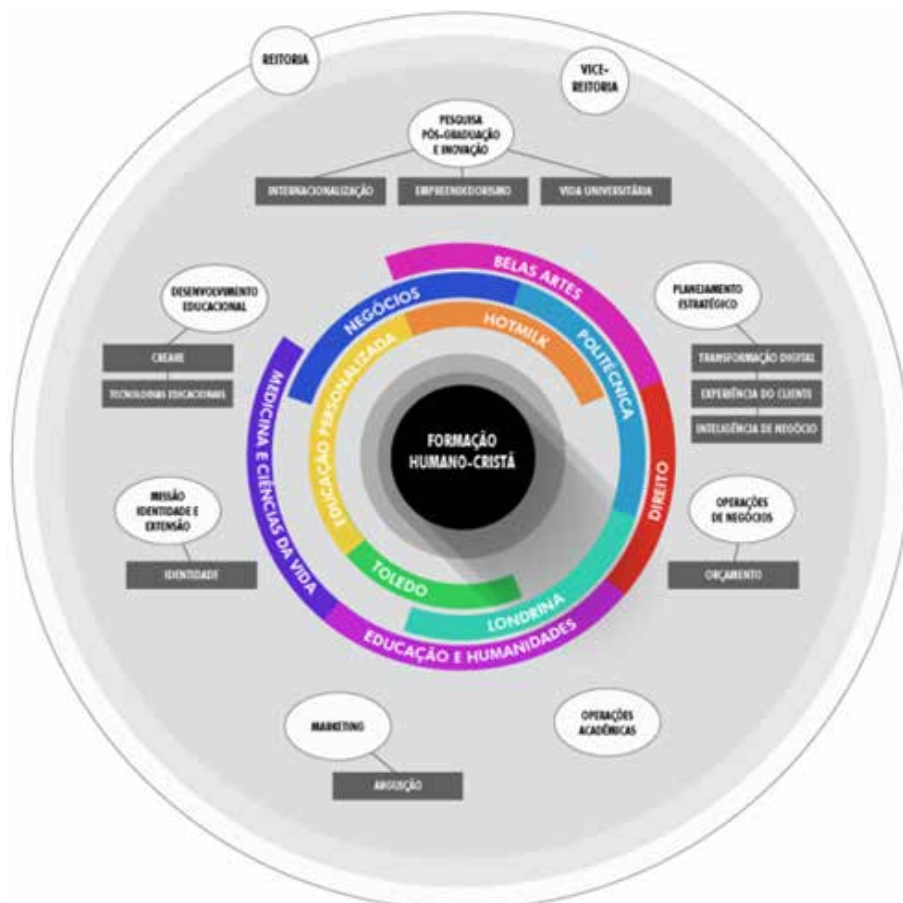 REITORIA
VICE-
REITORIA
PESQUISA
PÓS-GRADUAÇÃO
E INOVAÇÃO
INTERNACIONALIZAÇÃO
EMPREENDEDORISMO
VIDA UNIVERSITÁRIA
DESENVOLVIMENTO
EDUCACIONAL
CREARE
TECNOLOGIAS EDUCACIONAIS
PLANEJAMENTO
ESTRATÉGICO
TRANSFORMAÇÃO DIGITAL
EXPERIÊNCIA DO CLIENTE
INTELIGÊNCIA DE NEGÓCIO
BELAS ARTES
NEGÓCIOS
POLITÉCNICA
HOTMILK
EDUCAÇÃO PERSONALIZADA
MEDICINA E CIÊNCIAS DA VIDA
FORMAÇÃO
HUMANO-CRISTÃ
DIREITO
TOLEDO
LONDRINA
EDUCAÇÃO E HUMANIDADES
MISSÃO
IDENTIDADE E
EXTENSÃO
IDENTIDADE
OPERAÇÕES
DE NEGÓCIOS
ORÇAMENTO
MARKETING
OPERAÇÕES
ACADÊMICAS